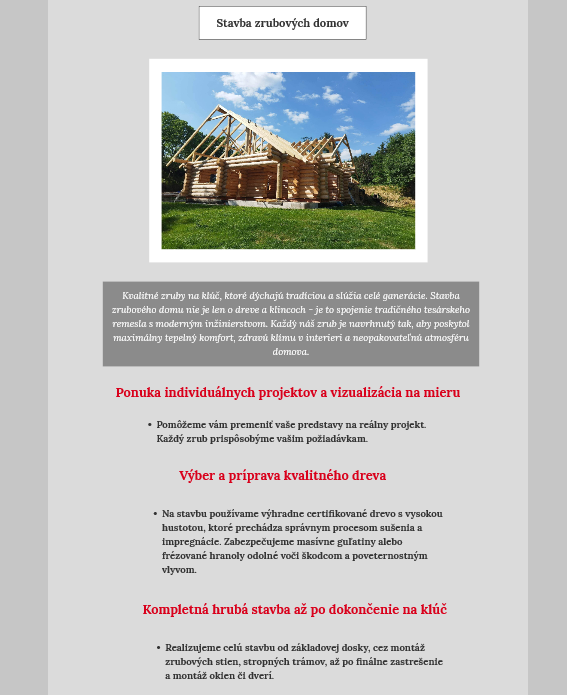 Stavba zrubových domov
Kvalitné zruby na kľúč, ktoré dýchajú tradíciou a slúžia celé ganerácie. Stavba
zrubového domu nie je len o dreve a klincoch - je to spojenie tradičného tesárskeho
remesla s moderným inžinierstvom. Každý náš zrub je navrhnutý tak, aby poskytol
maximálny tepelný komfort, zdravú klímu v interieri a neopakovateľnú atmosféru
domova.
Ponuka individuálnych projektov a vizualizácia na mieru
• Pomôžeme vám premeniť vaše predstavy na reálny projekt.
Každý zrub prispôsobýme vašim požiadávkam.
Výber a príprava kvalitného dreva
• Na stavbu používame výhradne certifikované drevo s vysokou
hustotou, ktoré prechádza správnym procesom sušenia a
impregnácie. Zabezpečujeme masívne guľatiny alebo
frézované hranoly odolné voči škodcom a poveternostným
vlyvom.
Kompletná hrubá stavba až po dokončenie na kľúč
• Realizujeme celú stavbu od základovej dosky, cez montáž
zrubových stien, stropných trámov, až po finálne zastrešenie
a montáž okien či dverí.